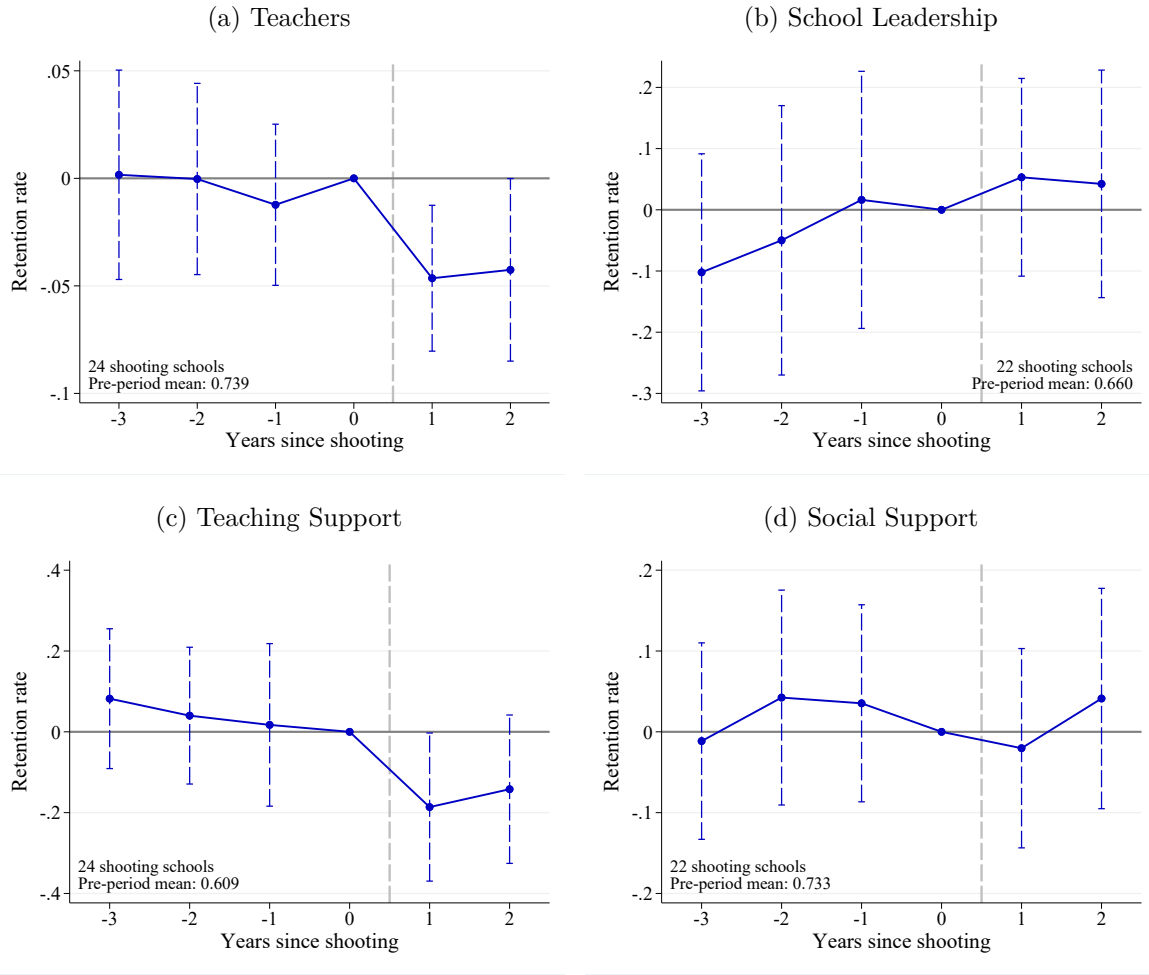 (a) Teachers
Retention rate
.05
0
-.05
-.1
24 shooting schools
Pre-period mean: 0.739
-3 -2 -1 0 1 2
Years since shooting
(b) School Leadership
Retention rate
.2
.1
0
-.1
-.2
-.3
22 shooting schools
Pre-period mean: 0.660
-3 -2 -1 0 1 2
Years since shooting
(c) Teaching Support
Retention rate
.4
.2
0
-.2
-.4
24 shooting schools
Pre-period mean: 0.609
-3 -2 -1 0 1 2
Years since shooting
(d) Social Support
Retention rate
.2
.1
0
-.1
-.2
22 shooting schools
Pre-period mean: 0.733
-3 -2 -1 0 1 2
Years since shooting